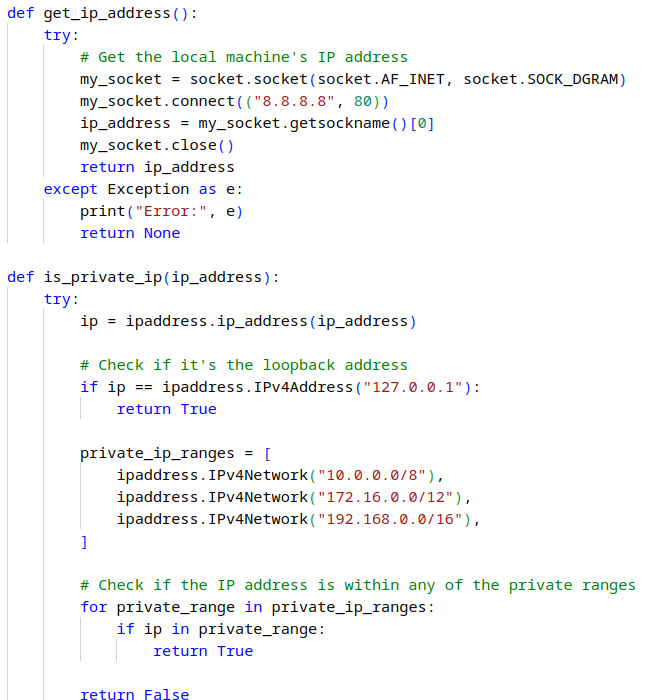 def get_ip_address():
    try:
        # Get the local machine's IP address
        my_socket = socket.socket(socket.AF_INET, socket.SOCK_DGRAM)
        my_socket.connect(("8.8.8.8", 80))
        ip_address = my_socket.getsockname()[0]
        my_socket.close()
        return ip_address
    except Exception as e:
        print("Error:", e)
        return None

def is_private_ip(ip_address):
    try:
        ip = ipaddress.ip_address(ip_address)

        # Check if it's the loopback address
        if ip == ipaddress.IPv4Address("127.0.0.1"):
            return True

        private_ip_ranges = [
            ipaddress.IPv4Network("10.0.0.0/8"),
            ipaddress.IPv4Network("172.16.0.0/12"),
            ipaddress.IPv4Network("192.168.0.0/16"),
        ]

        # Check if the IP address is within any of the private ranges
        for private_range in private_ip_ranges:
            if ip in private_range:
                return True

        return False